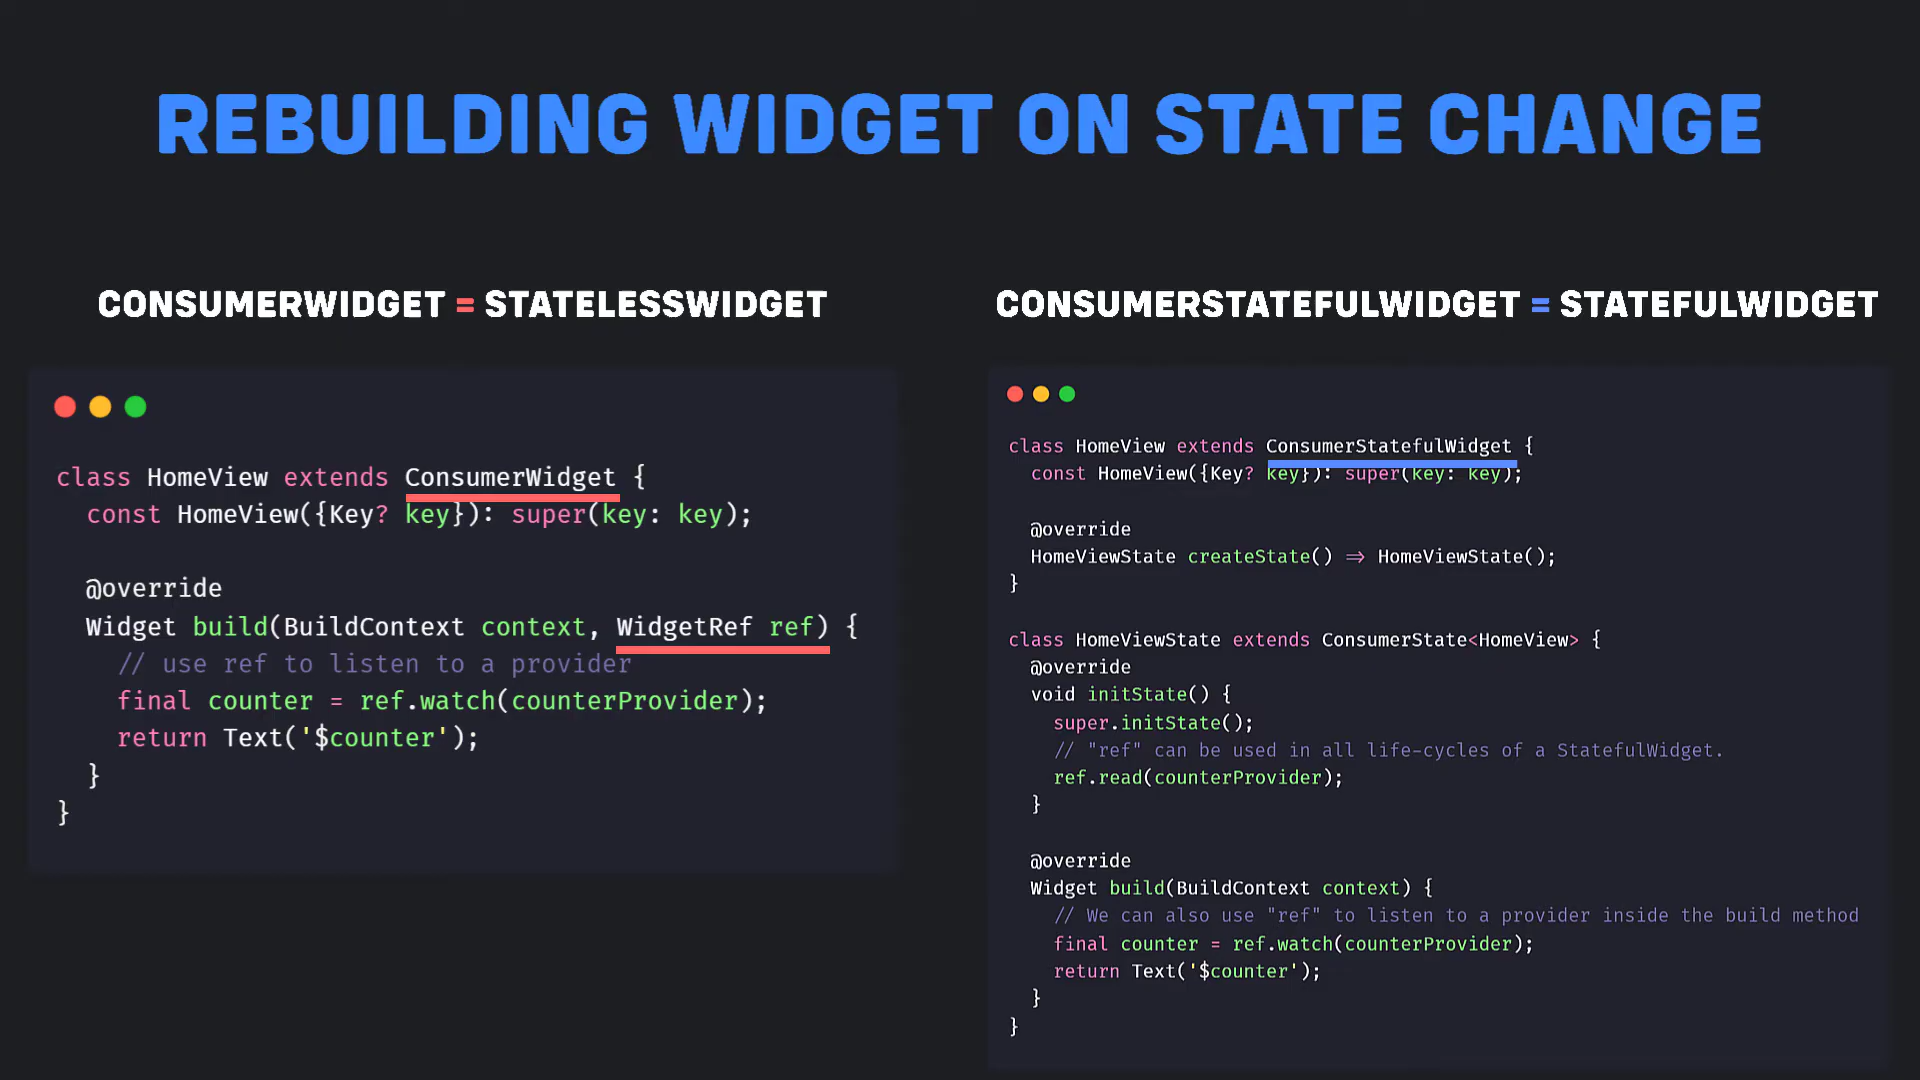 REBUILDING WIDGET ON STATE CHANGE
CONSUMERWIDGET = STATELESSWIDGET
class HomeView extends ConsumerWidget {
  const HomeView({Key? key}): super(key: key);

  @override
  Widget build(BuildContext context, WidgetRef ref) {
    // use ref to listen to a provider
    final counter = ref.watch(counterProvider);
    return Text('$counter');
  }
}
CONSUMERSTATEFULWIDGET = STATEFULWIDGET
class HomeView extends ConsumerStatefulWidget {
  const HomeView({Key? key}): super(key: key);

  @override
  HomeViewState createState() => HomeViewState();
}

class HomeViewState extends ConsumerState<HomeView> {
  @override
  void initState() {
    super.initState();
    // "ref" can be used in all life-cycles of a StatefulWidget.
    ref.read(counterProvider);
  }

  @override
  Widget build(BuildContext context) {
    // We can also use "ref" to listen to a provider inside the build method
    final counter = ref.watch(counterProvider);
    return Text('$counter');
  }
}